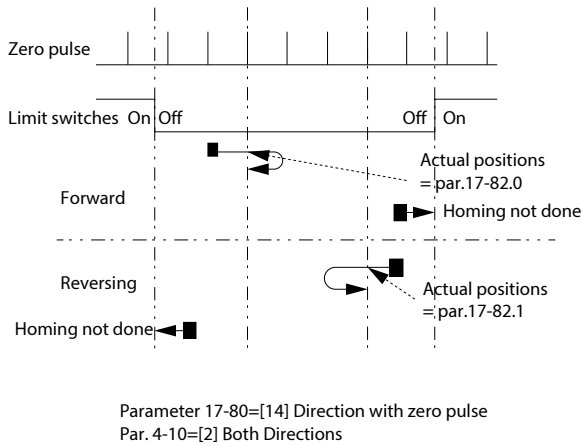 Zero pulse
Limit switches On Off Off On
Actual positions
= par.17-82.0
Forward
Homing not done
Reversing
Actual positions
= par.17-82.1
Homing not done
Parameter 17-80=[14] Direction with zero pulse
Par. 4-10=[2] Both Directions